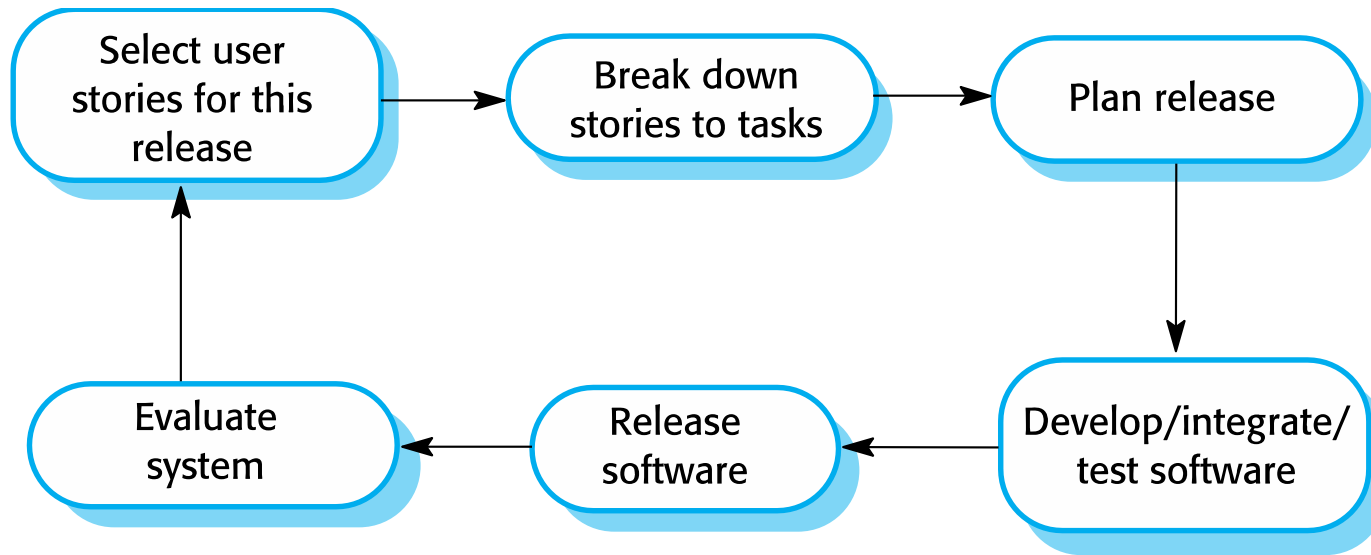 Select user
stories for this
release
Break down
stories to tasks
Plan release
Evaluate
system
Release
software
Develop/integrate/
test software